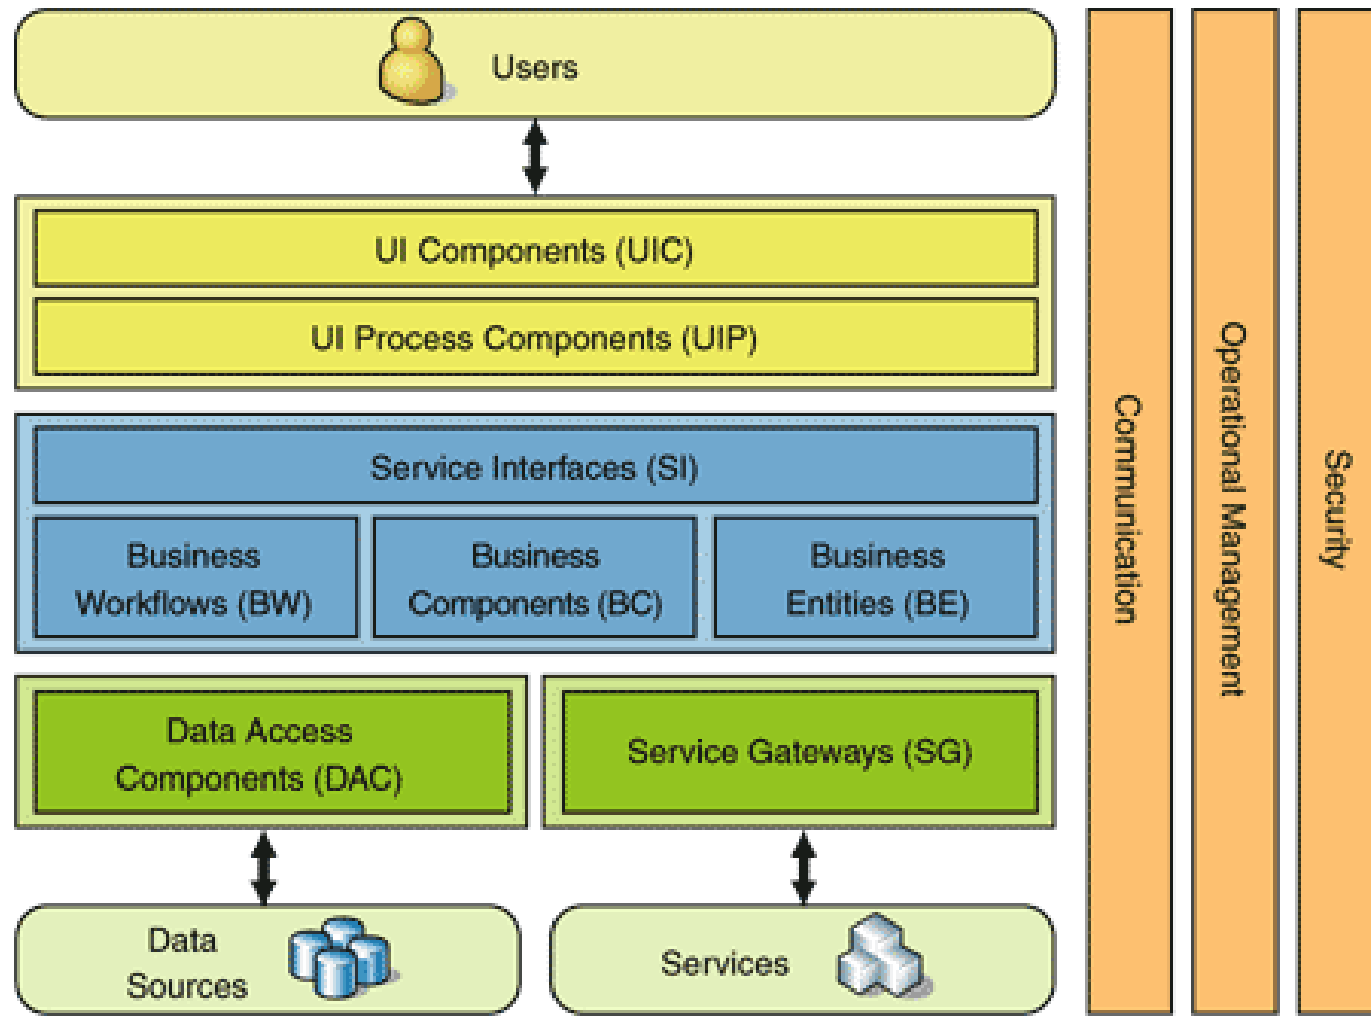 Users
UI Components (UIC)
UI Process Components (UIP)
Service Interfaces (SI)
Business
Workflows (BW)
Business
Components (BC)
Business
Entities (BE)
Data Access
Components (DAC)
Service Gateways (SG)
Data
Sources
Services
Communication
Operational Management
Security